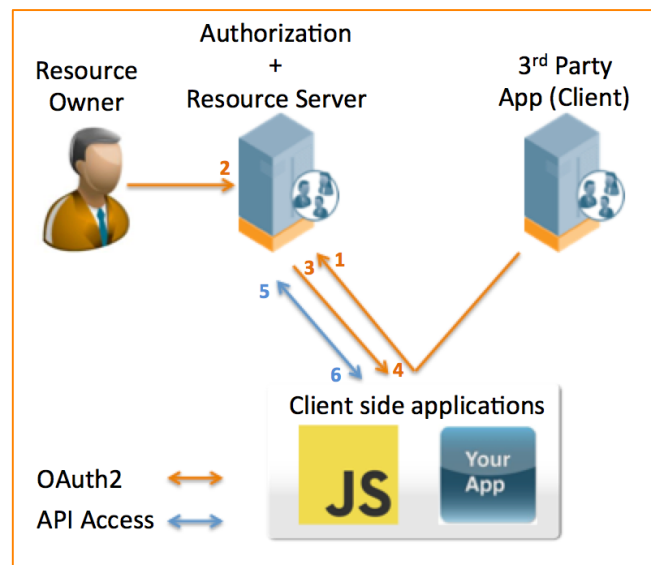 Resource
Owner
Authorization
+
Resource Server
3rd Party
App (Client)
2
1
3
5
6
4
Client side applications
JS
Your
App
OAuth2
API Access